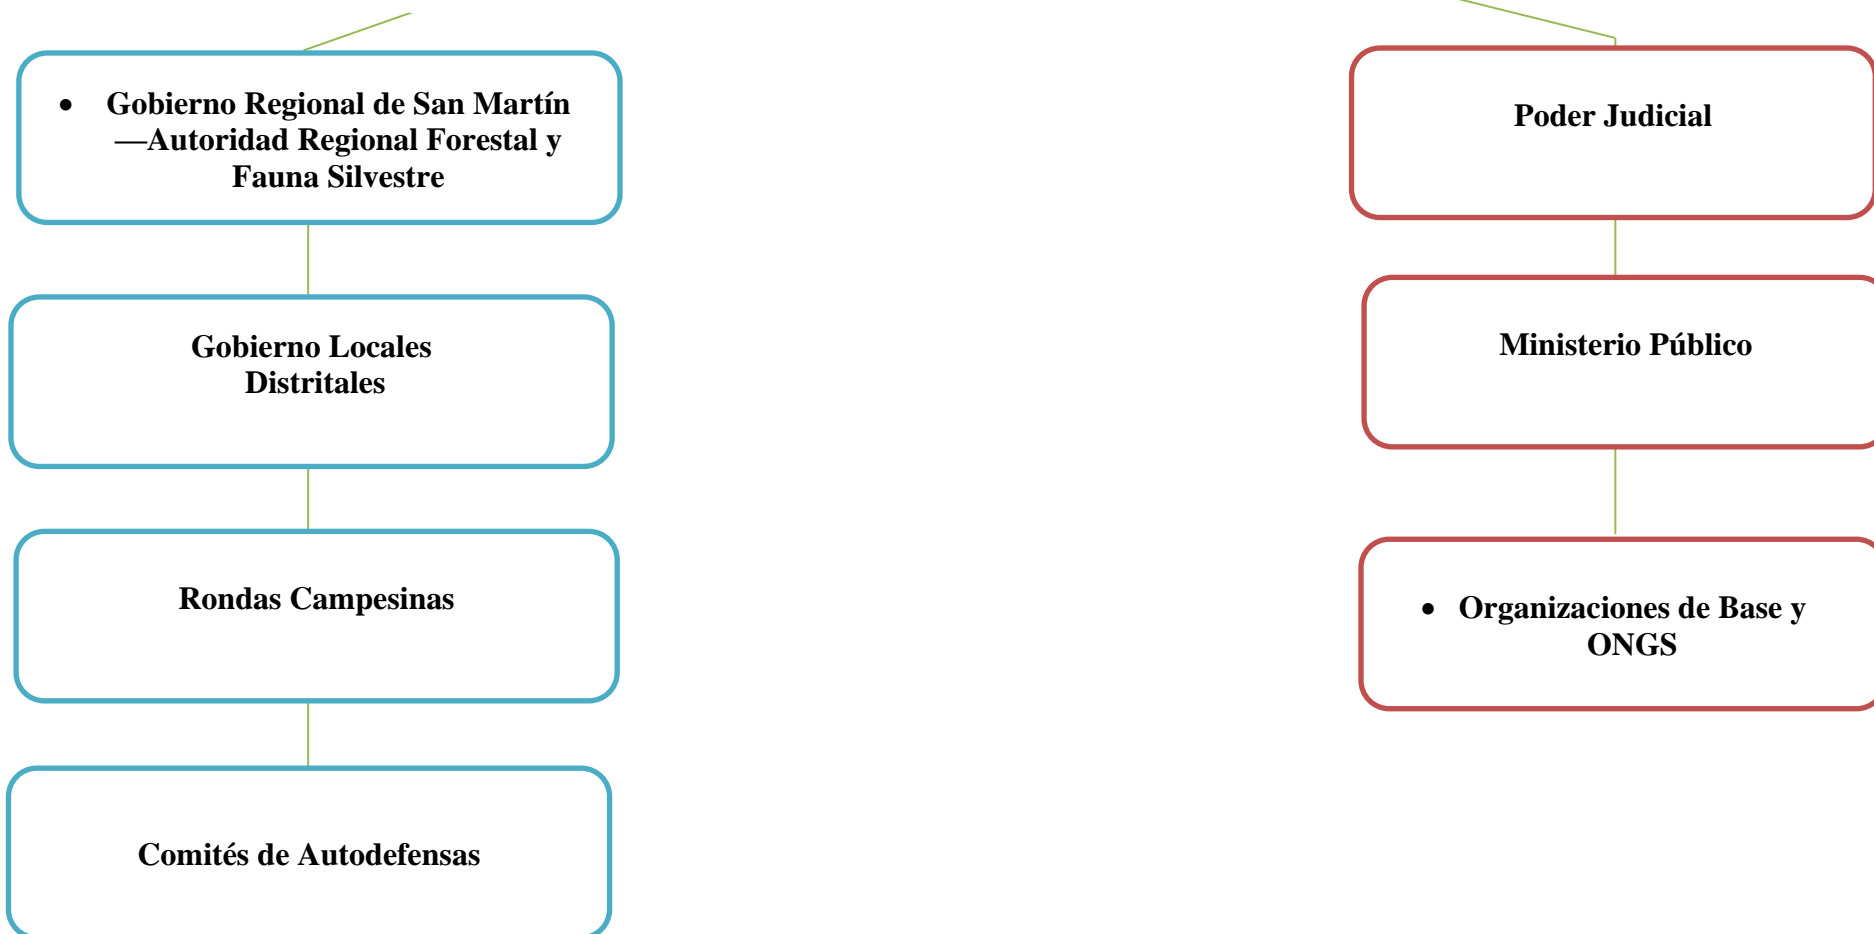 • Gobierno Regional de San Martín
—Autoridad Regional Forestal y
Fauna Silvestre
Gobierno Locales
Distritales
Rondas Campesinas
Comités de Autodefensas
Poder Judicial
Ministerio Público
• Organizaciones de Base y
ONGS